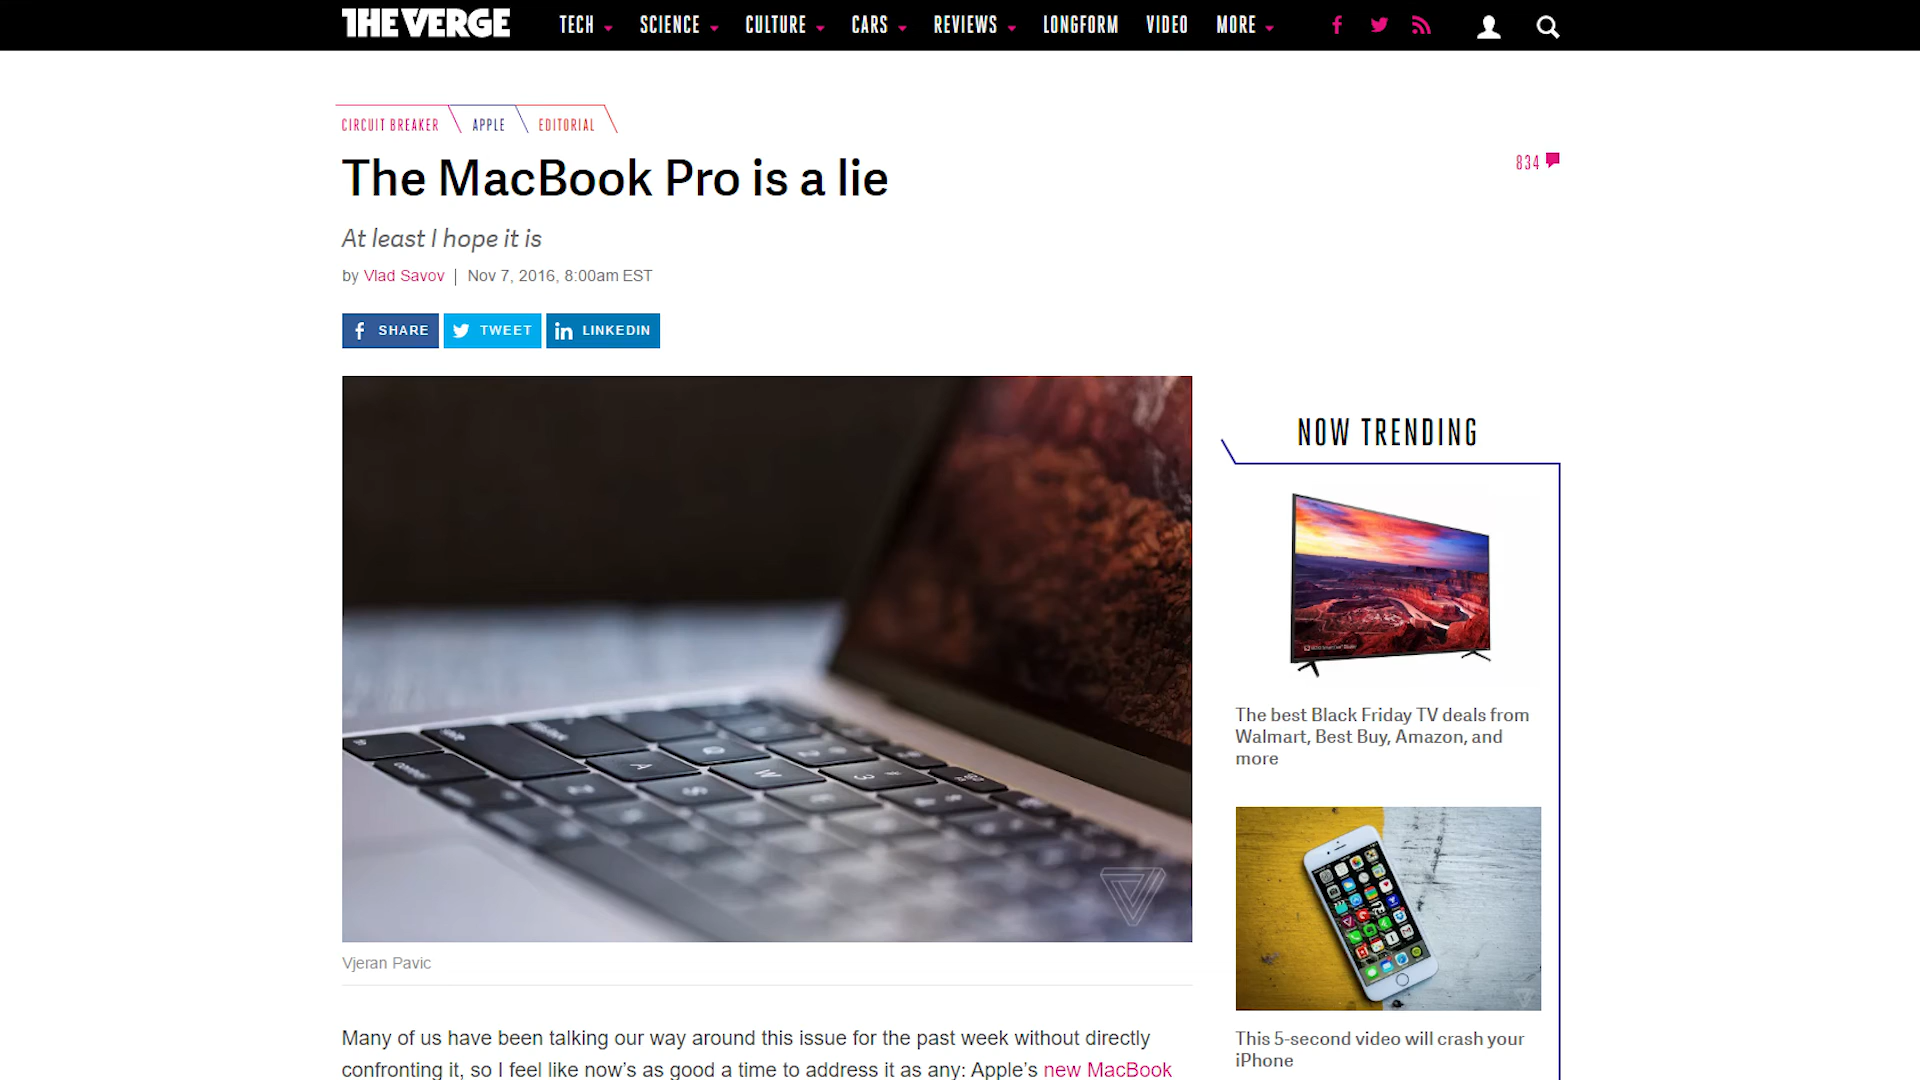 THE VERGE
TECH SCIENCE CULTURE CARS REVIEWS LONGFORM VIDEO MORE
CIRCUIT BREAKER APPLE EDITORIAL
The MacBook Pro is a lie
834
At least I hope it is
by Vlad Savov | Nov 7, 2016, 8:00am EST
SHARE TWEET LINKEDIN
NOW TRENDING
The best Black Friday TV deals from
Walmart, Best Buy, Amazon, and
more
Vjeran Pavic
Many of us have been talking our way around this issue for the past week without directly
confronting it, so I feel like now's as good a time to address it as any: Apple's new MacBook
This 5-second video will crash your
iPhone